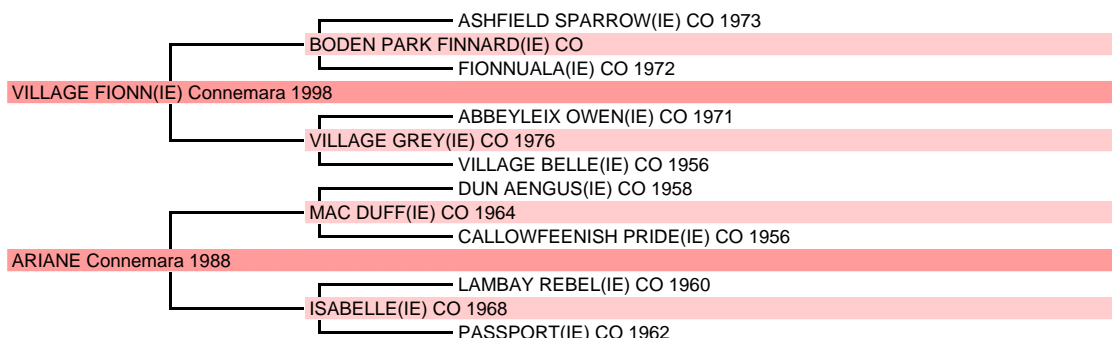 ASHFIELD SPARROW(IE) CO 1973
BODEN PARK FINNARD(IE) CO
FIONNUALA(IE) CO 1972
VILLAGE FIONN(IE) Connemara 1998
ABBEYLEIX OWEN(IE) CO 1971
VILLAGE GREY(IE) CO 1976
VILLAGE BELLE(IE) CO 1956
DUN AENGUS(IE) CO 1958
MAC DUFF(IE) CO 1964
CALLOWFEENISH PRIDE(IE) CO 1956
ARIANE Connemara 1988
LAMBAY REBEL(IE) CO 1960
ISABELLE(IE) CO 1968
PASSPORT(IE) CO 1962